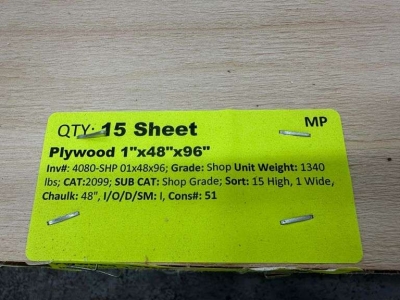 QTY: 15 Sheet
MP
Plywood 1"x48"x96"
Inv#: 4080-SHP 01x48x96; Grade: Shop Unit Weight: 1340
lbs; CAT:2099; SUB CAT: Shop Grade; Sort: 15 High, 1 Wide,
Chaulk: 48", I/O/D/SM: I, Cons#: 51